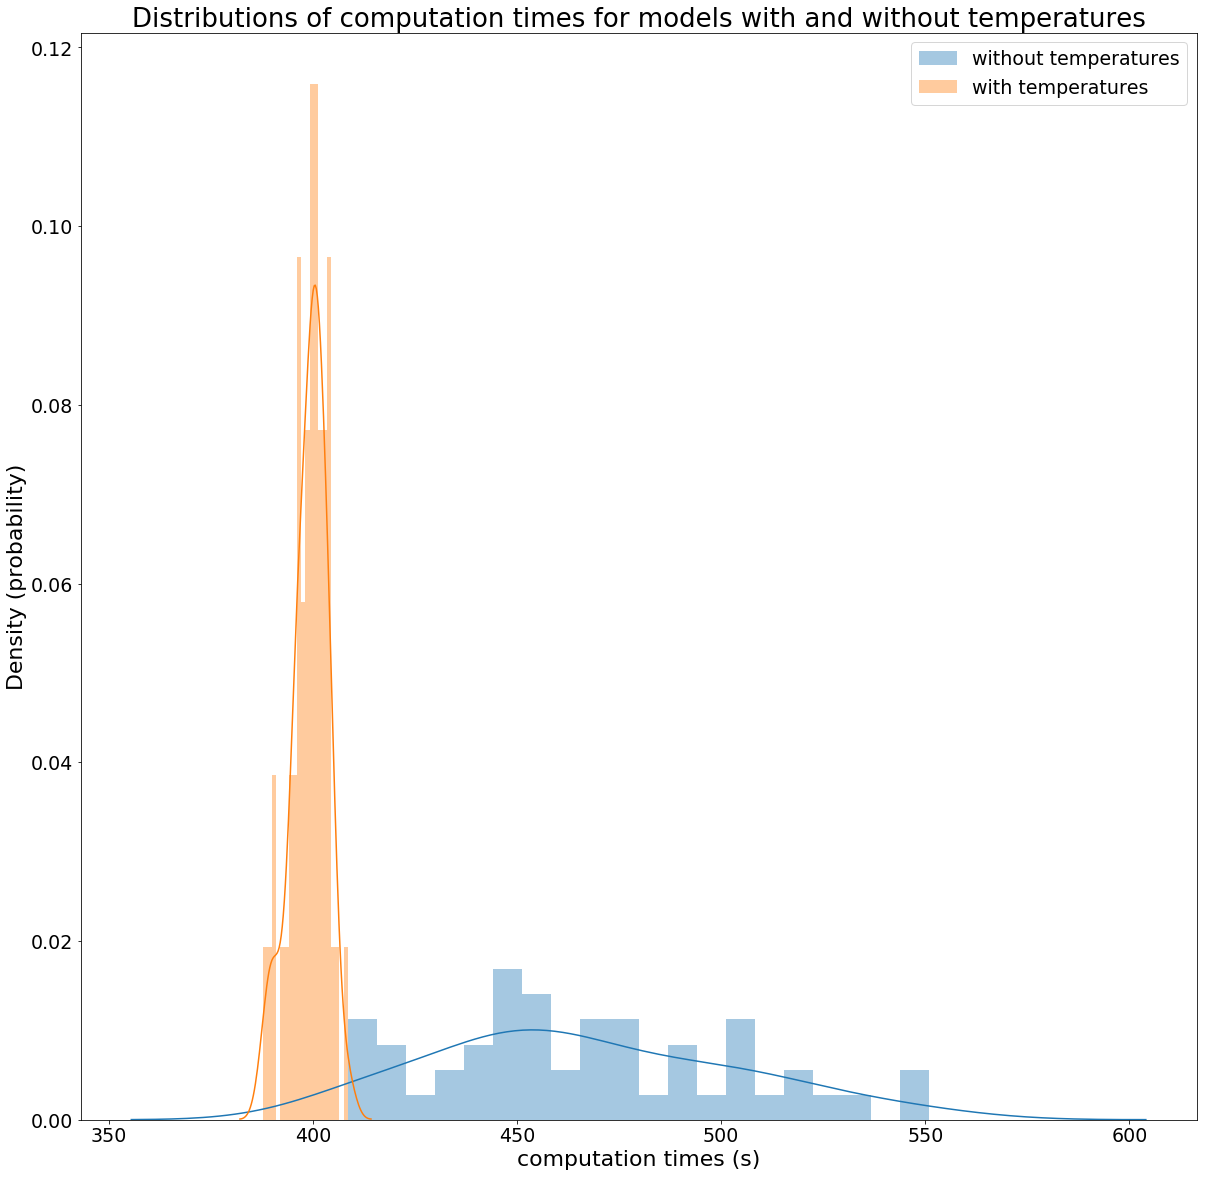 Distributions of computation times for models with and without temperatures
without temperatures
with temperatures
0.12
0.10
0.08
0.06
0.04
0.02
0.00
Density (probability)
350 400 450 500 550 600
computation times (s)